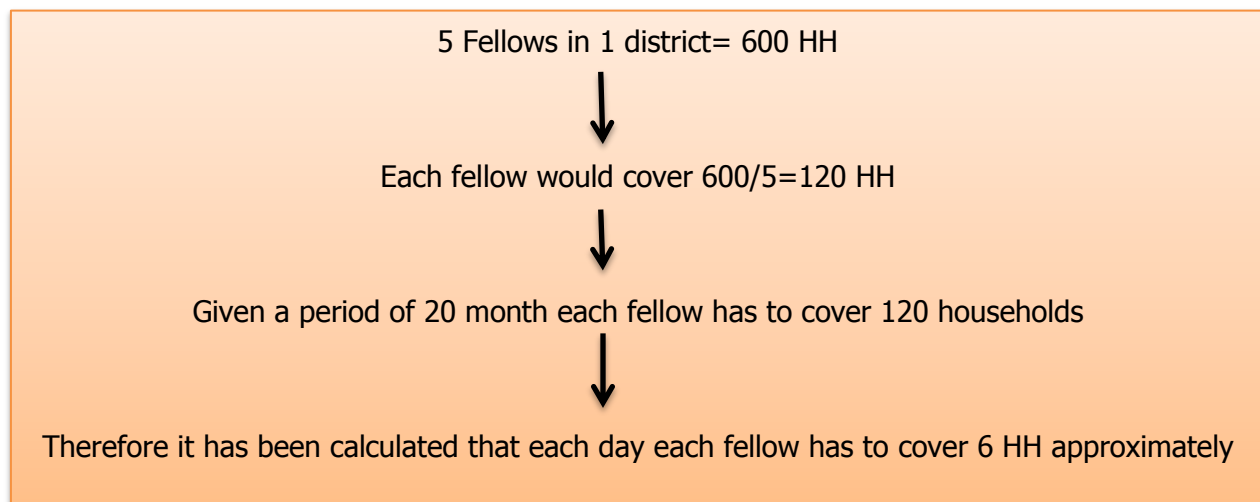 5 Fellows in 1 district= 600 HH
Each fellow would cover 600/5=120 HH
Given a period of 20 month each fellow has to cover 120 households
Therefore it has been calculated that each day each fellow has to cover 6 HH approximately